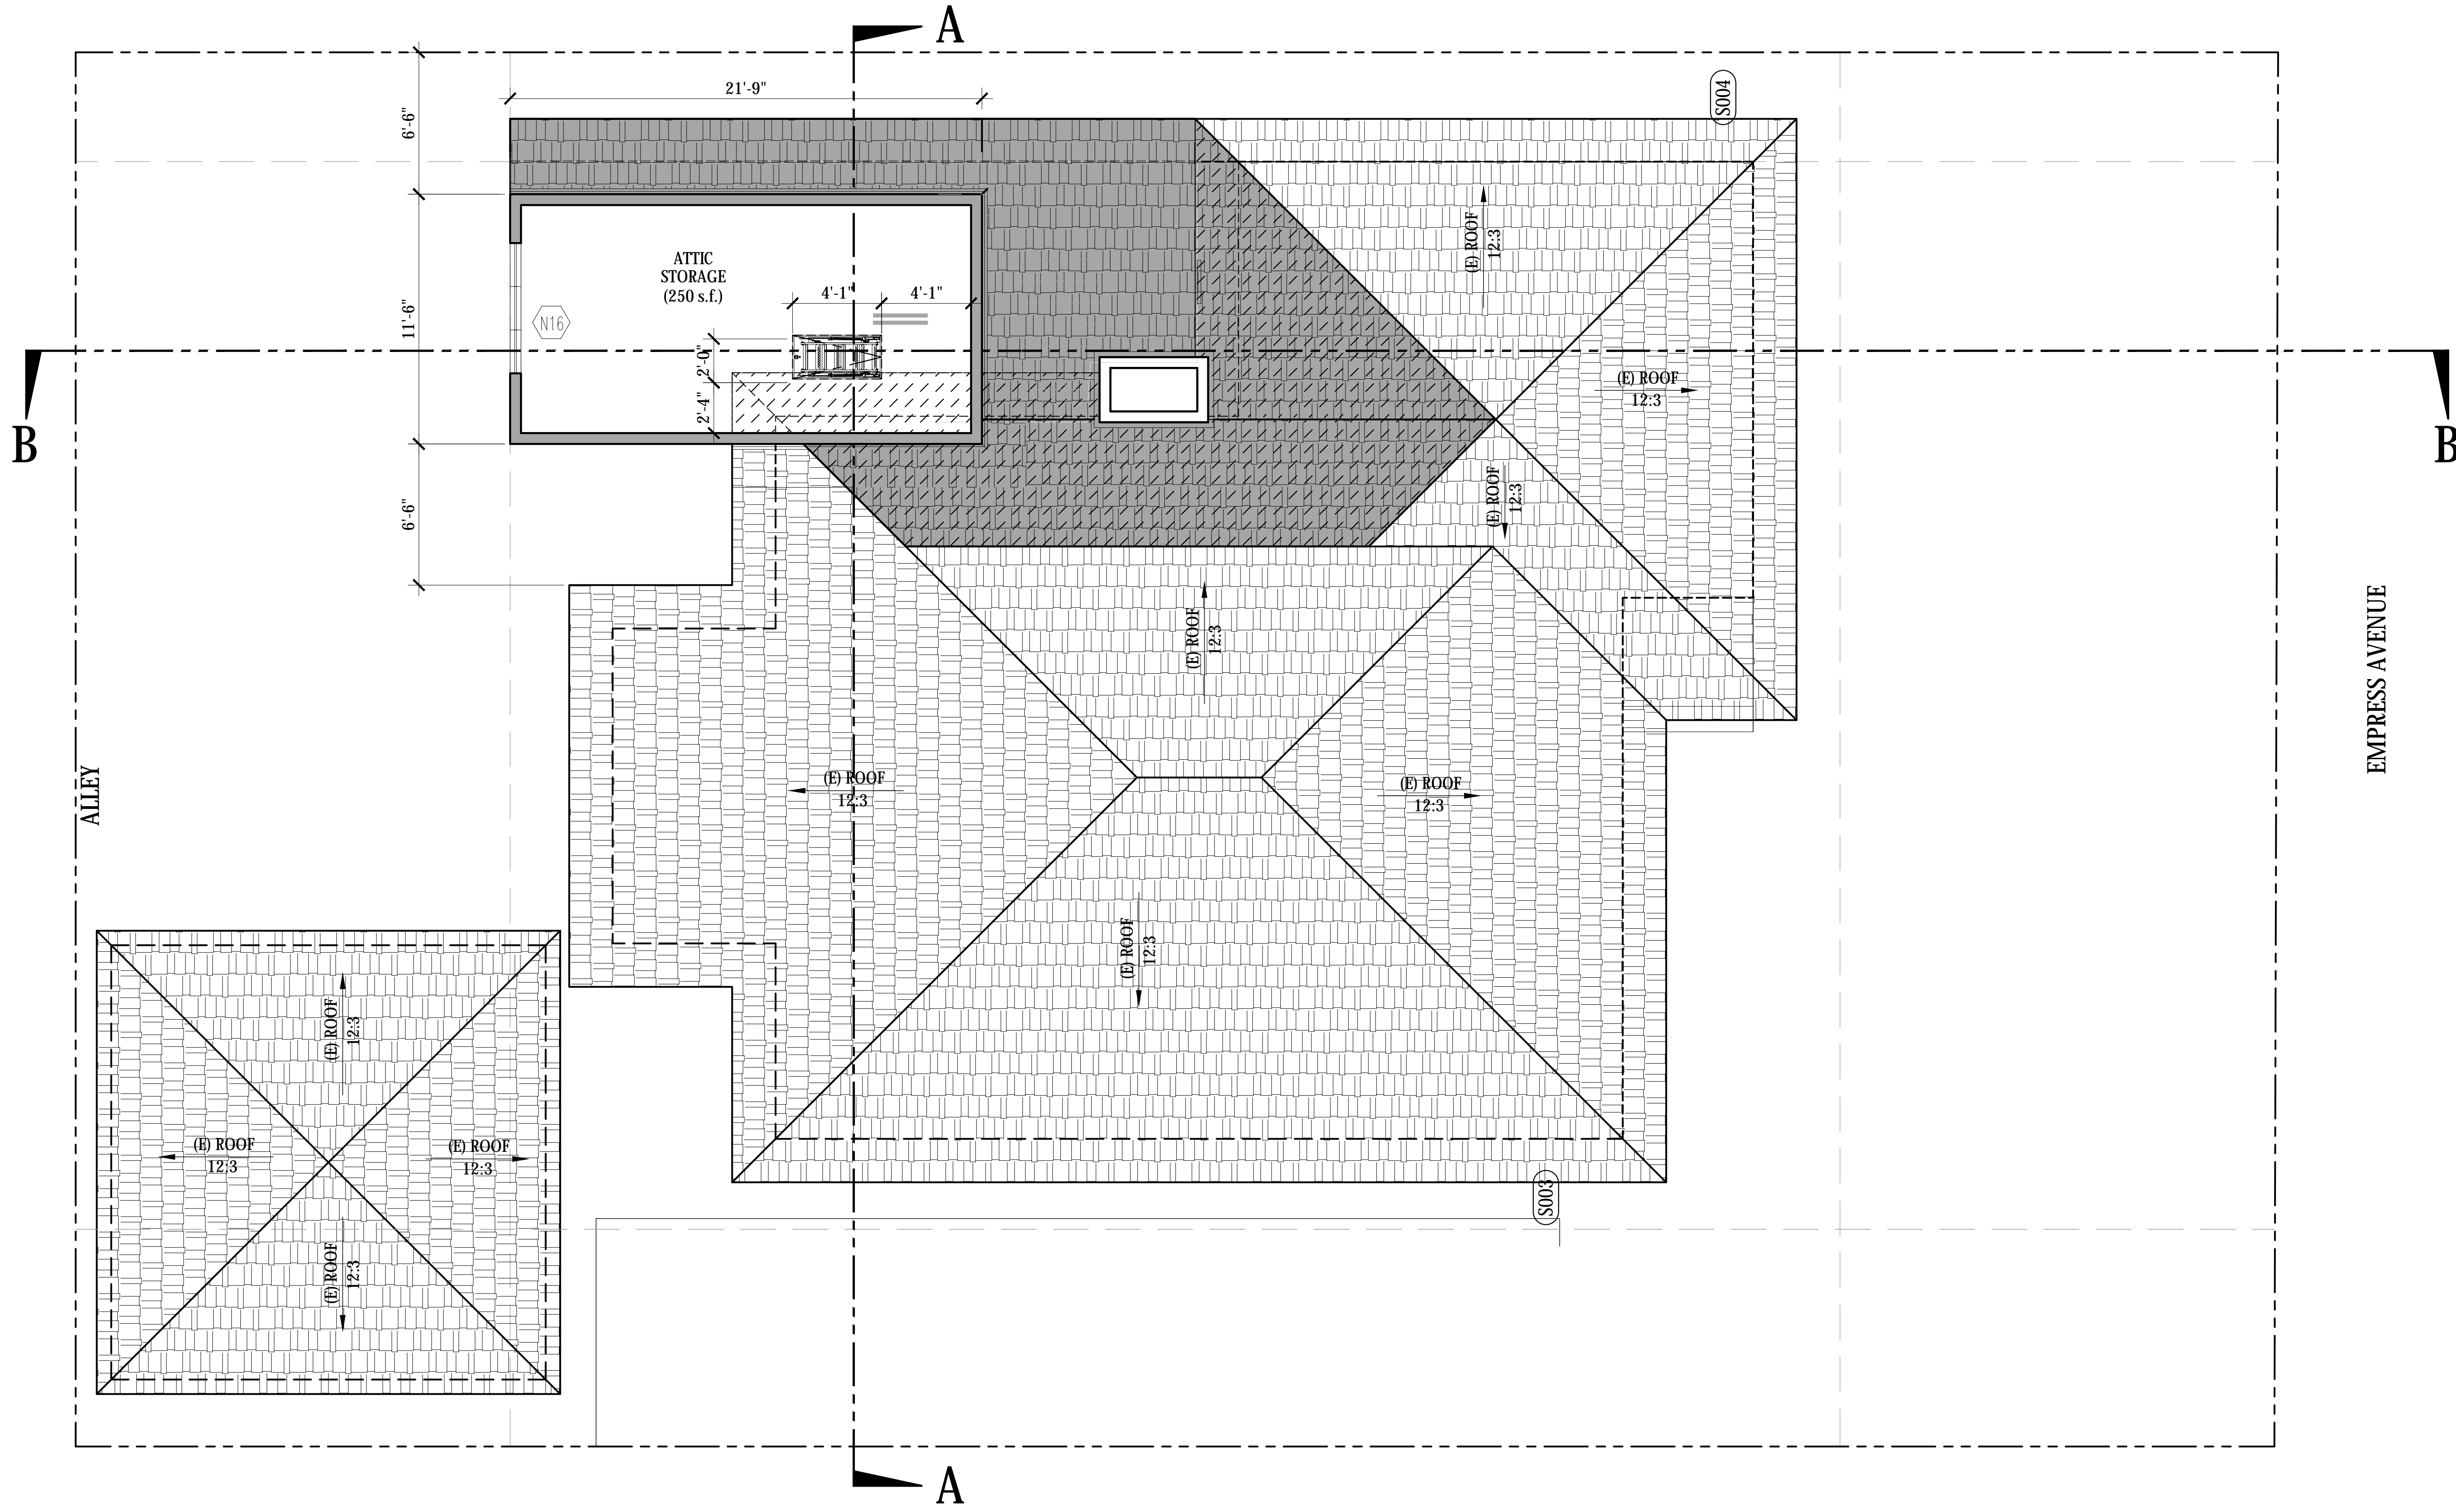 A
21'-9"
6'-6"
S004
ATTIC
STORAGE
(250 s.f.)
(E) ROOF
12:3
4'-1"
4'-1"
11'-6"
N16
2'-0"
(E) ROOF
12:3
2'-4"
B
B
6'-6"
(E) ROOF
12:3
EMPRESS AVENUE
(E) ROOF
12:3
ALLEY
(E) ROOF
12:3
(E) ROOF
12:3
(E) ROOF
12:3
(E) ROOF
12:3
(E) ROOF
12:3
(E) ROOF
12:3
S003
(E) ROOF
12:3
A